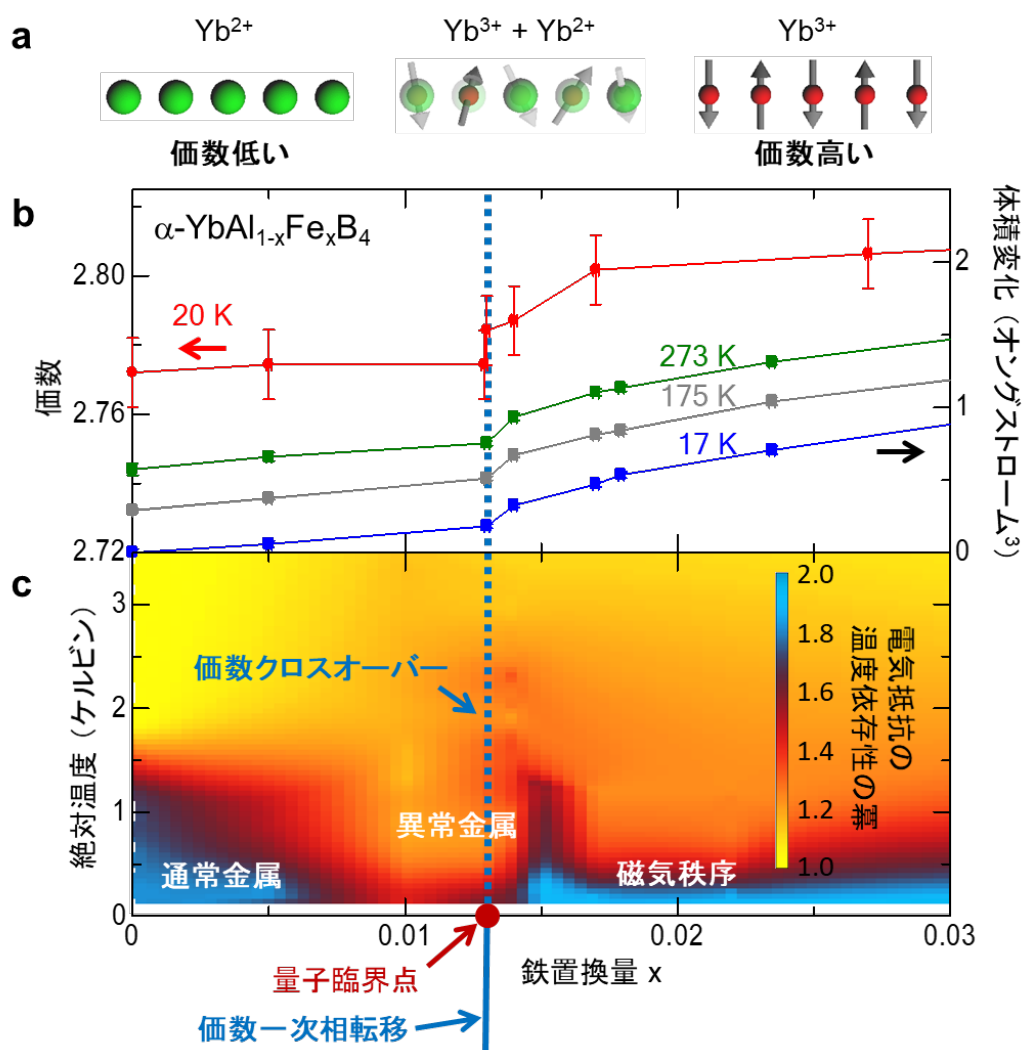 a
Yb²⁺
Yb³⁺ + Yb²⁺
Yb³⁺
価数低い
価数高い
b
α-YbAl₁₋ₓFeₓB₄
価数
2.80
2.76
2.72
20 K
273 K
175 K
17 K
2
1
0
体積変化 (オングストローム³)
c
絶対温度 (ケルビン)
3
2
1
0
価数クロスオーバー
異常金属
通常金属
磁気秩序
2.0
1.8
1.6
1.4
1.2
1.0
電気抵抗の
温度依存性の冪
0
0.01
0.02
0.03
量子臨界点
鉄置換量 x
価数一次相転移